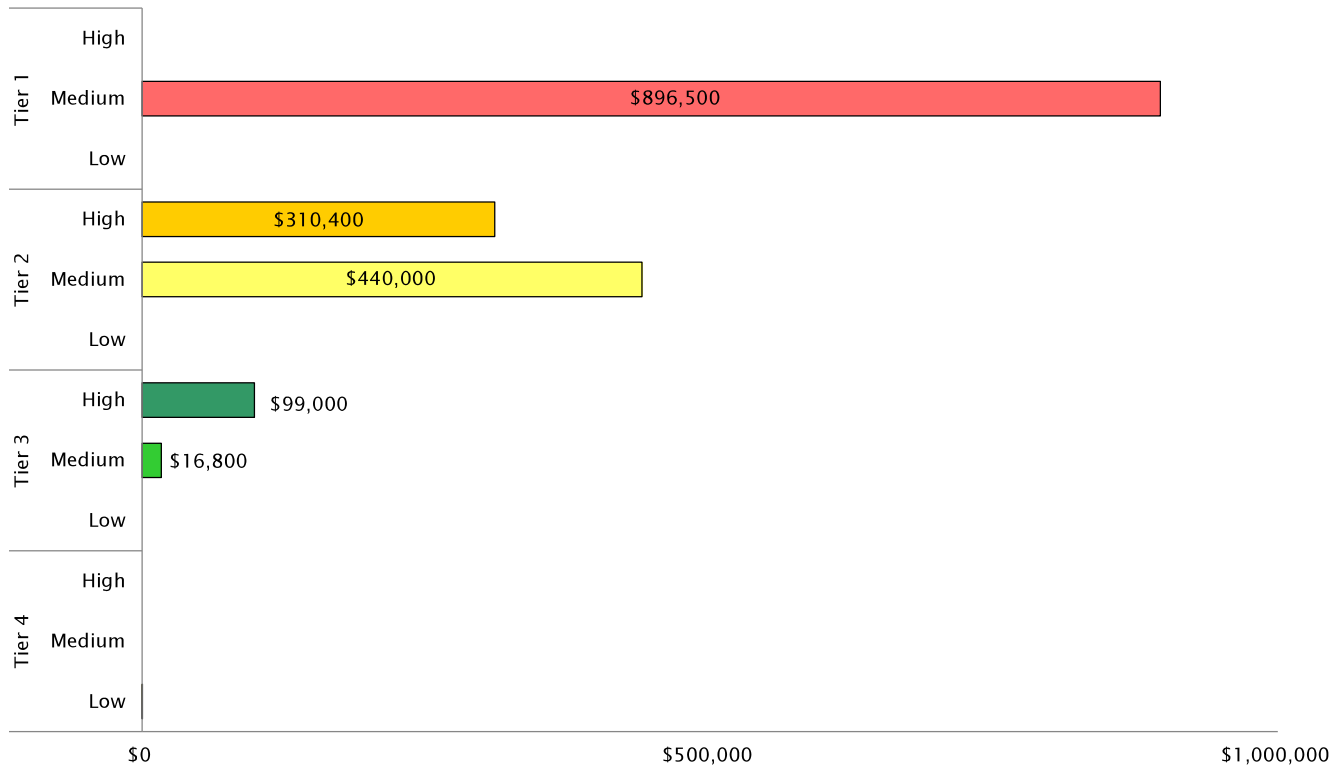 Tier 1
High
Medium $896,500
Low
Tier 2
High $310,400
Medium $440,000
Low
Tier 3
High $99,000
Medium $16,800
Low
Tier 4
High
Medium
Low
$0 $500,000 $1,000,000